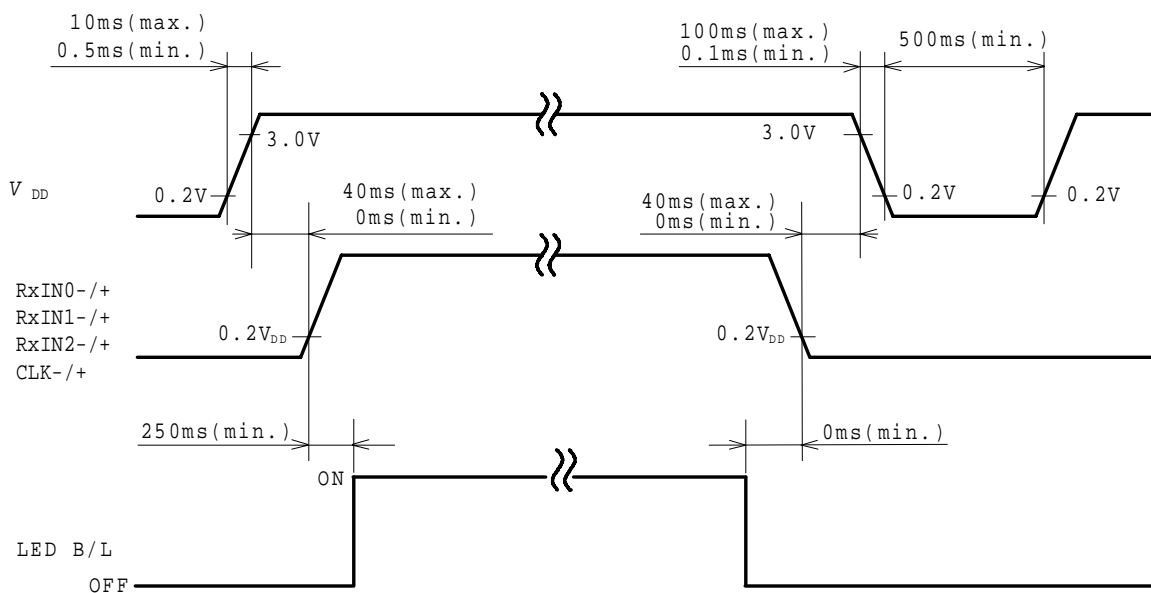 10ms(max.)
0.5ms(min.)
100ms(max.)
0.1ms(min.)
500ms(min.)
3.0V
3.0V
VDD
0.2V
0.2V
0.2V
40ms(max.)
0ms(min.)
40ms(max.)
0ms(min.)
RxIN0-/+
RxIN1-/+
RxIN2-/+
CLK-/+
0.2VDD
0.2VDD
250ms(min.)
0ms(min.)
ON
LED B/L
OFF